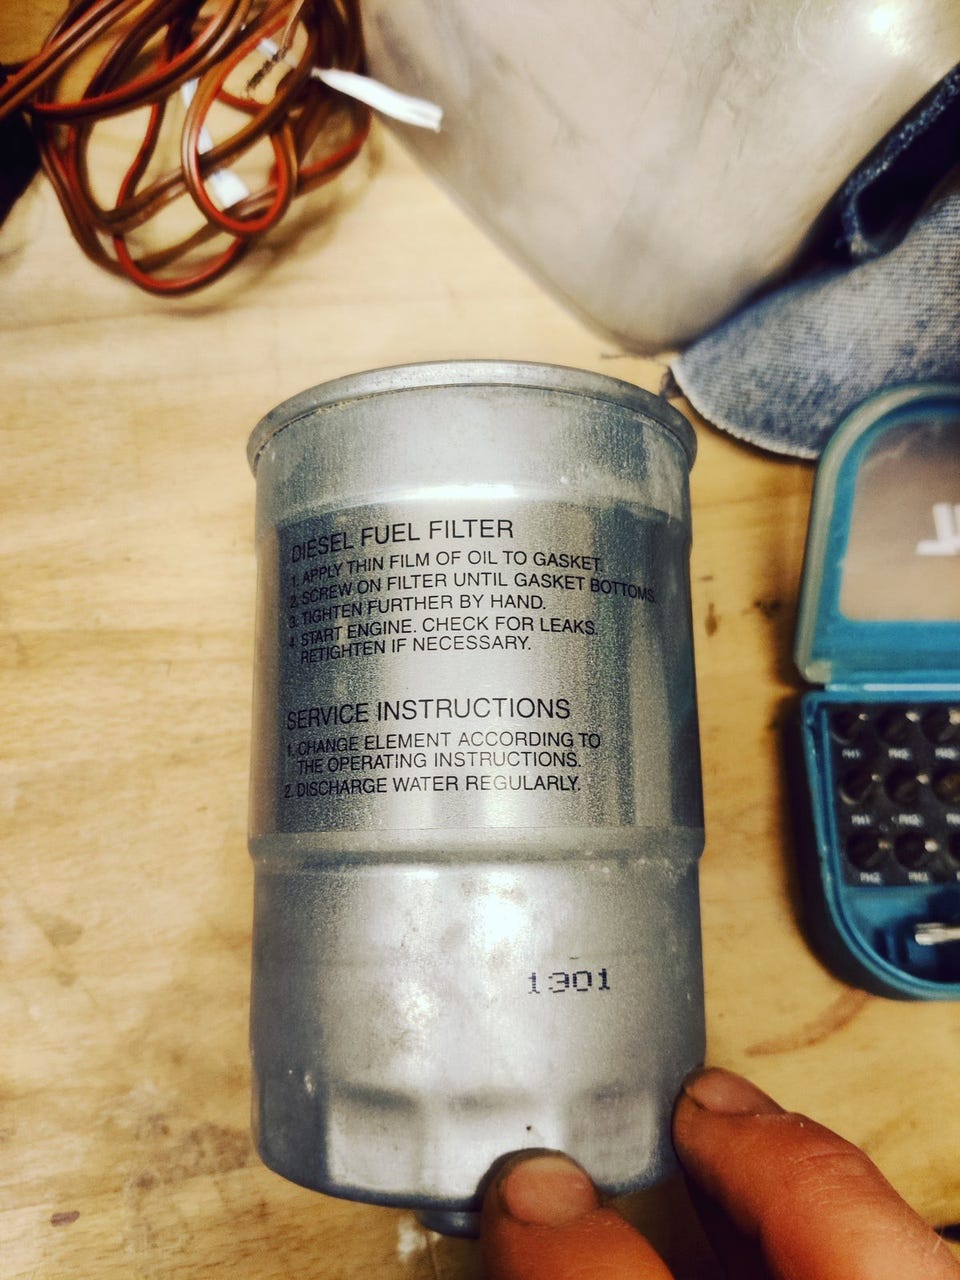 DIESEL FUEL FILTER
1. APPLY THIN FILM OF OIL TO GASKET.
2. SCREW ON FILTER UNTIL GASKET BOTTOMS.
3. TIGHTEN FURTHER BY HAND.
4. START ENGINE. CHECK FOR LEAKS.
RETIGHTEN IF NECESSARY.
SERVICE INSTRUCTIONS
1. CHANGE ELEMENT ACCORDING TO
THE OPERATING INSTRUCTIONS.
2. DISCHARGE WATER REGULARLY.
1301
PH1
PH2